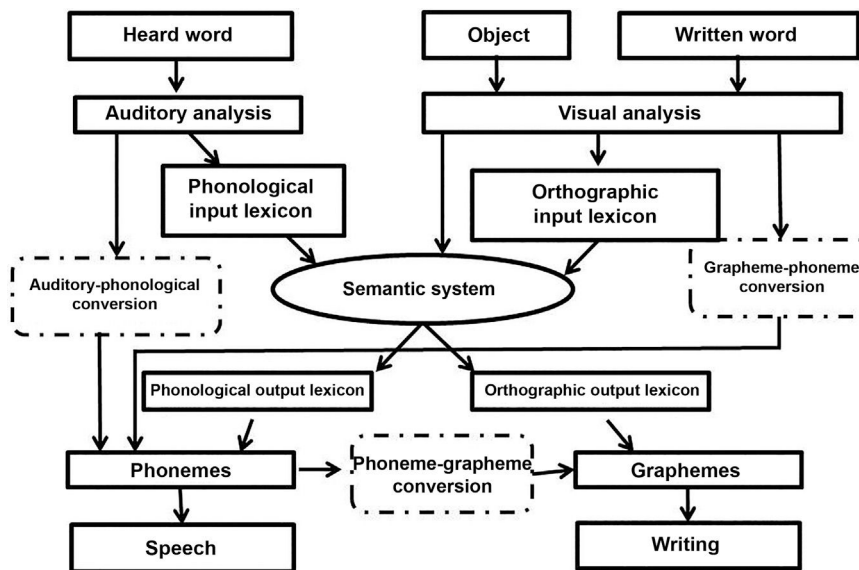 Heard word
Object
Written word
Auditory analysis
Visual analysis
Phonological
input lexicon
Orthographic
input lexicon
Auditory-phonological
conversion
Semantic system
Grapheme-phoneme
conversion
Phonological output lexicon
Orthographic output lexicon
Phonemes
Phoneme-grapheme
conversion
Graphemes
Speech
Writing